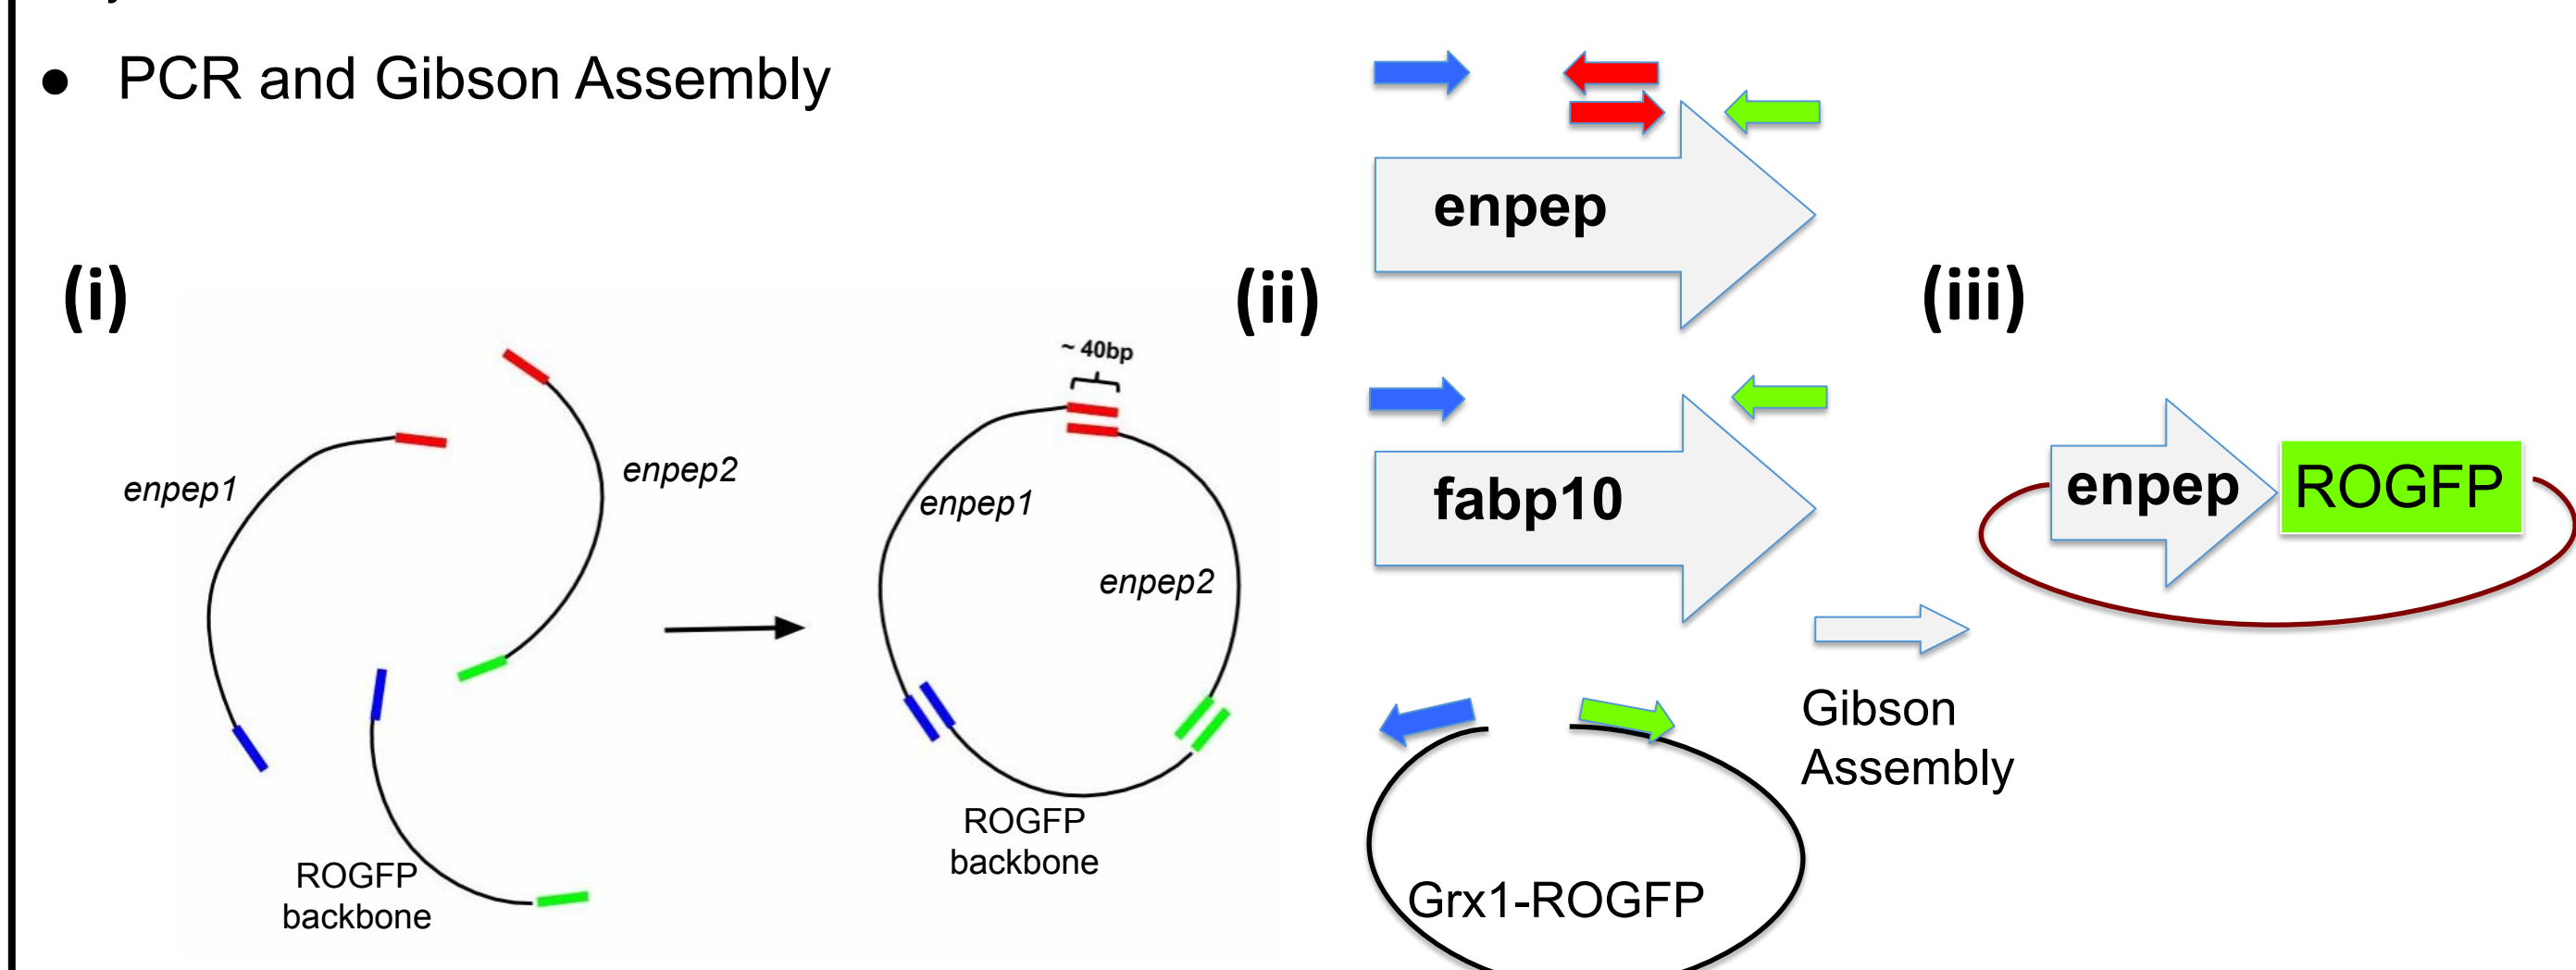 ● PCR and Gibson Assembly
(i)
enpep1
enpep2
ROGFP
backbone
~ 40bp
enpep1
enpep2
ROGFP
backbone
(ii)
enpep
fabp10
Grx1-ROGFP
Gibson
Assembly
(iii)
enpep
ROGFP